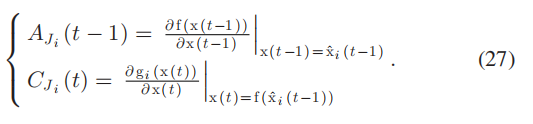 A_{J_i}(t − 1) = ∂f(x(t−1)) / ∂x(t−1) |_{x(t−1)=x̂_i(t−1)}
C_{J_i}(t) = ∂g_i(x(t)) / ∂x(t) |_{x(t)=f(x̂_i(t−1))} . (27)